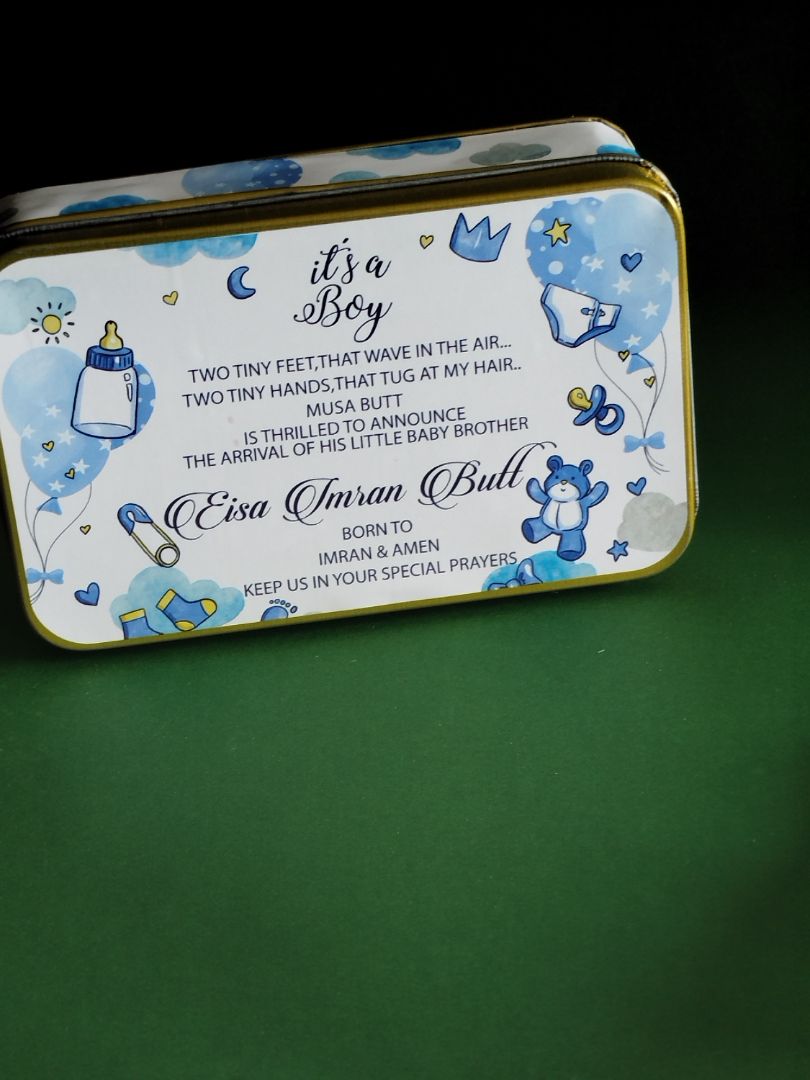 it's a
Boy
TWO TINY FEET,THAT WAVE IN THE AIR...
TWO TINY HANDS,THAT TUG AT MY HAIR..
MUSA BUTT
IS THRILLED TO ANNOUNCE
THE ARRIVAL OF HIS LITTLE BABY BROTHER
Eisa Imran Butt
BORN TO
IMRAN & AMEN
KEEP US IN YOUR SPECIAL PRAYERS